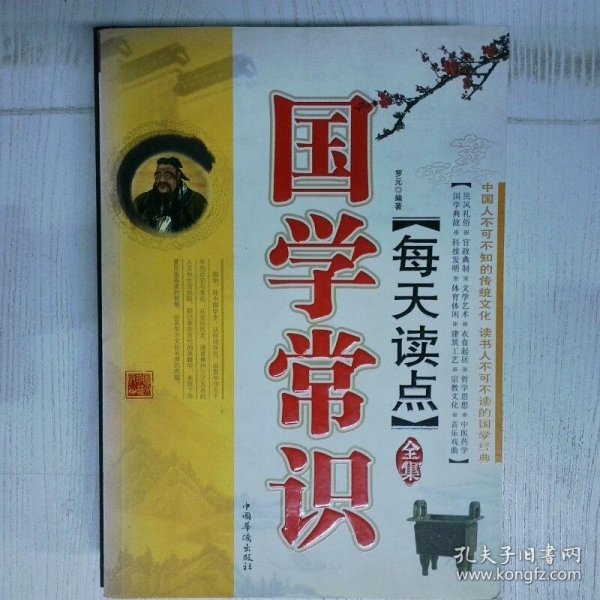 国学常识
【每天读点】
全集
罗元◎编著
中国人不可不知的传统文化 读书人不可不读的国学经典
【民风礼俗※官政典制※文学艺术※衣食起居※哲学思想※中医药学
国学典故※科技发明※体育休闲※建筑工艺※宗教文化※音乐戏曲】
中国华侨出版社
孔夫子旧书网
www.kongfz.com